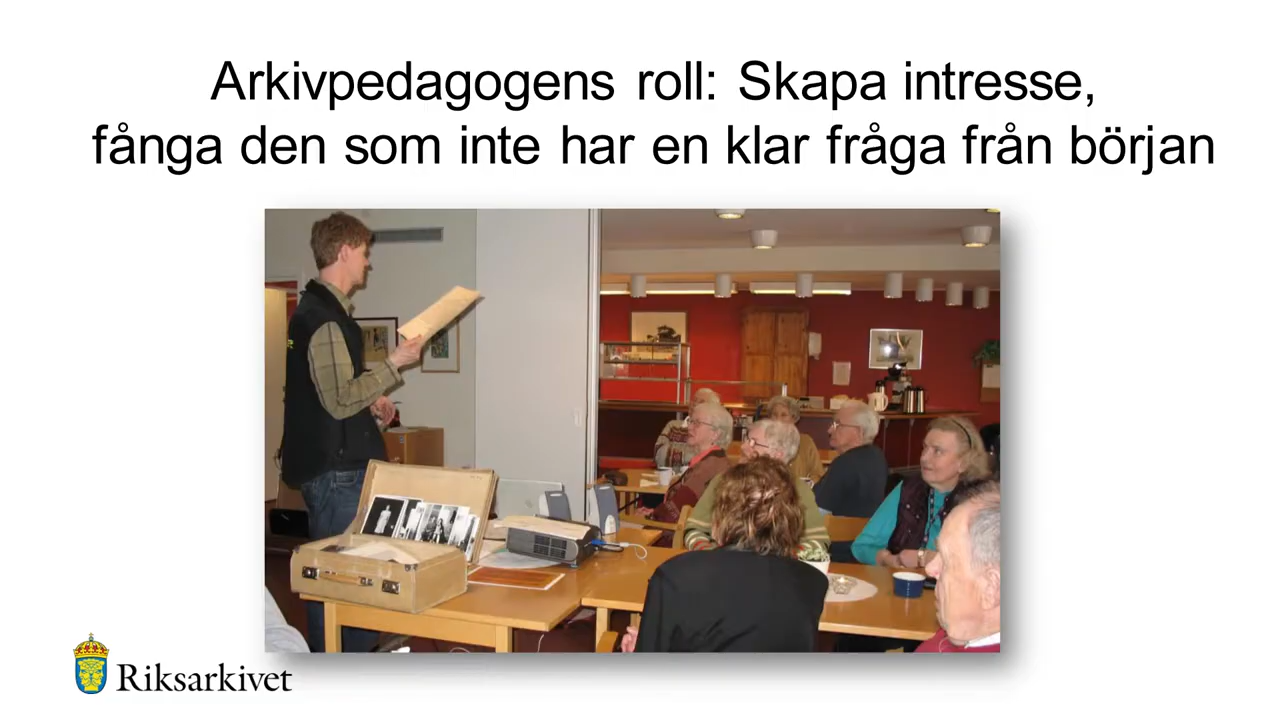 Arkivpedagogens roll: Skapa intresse,
fånga den som inte har en klar fråga från början
Riksarkivet